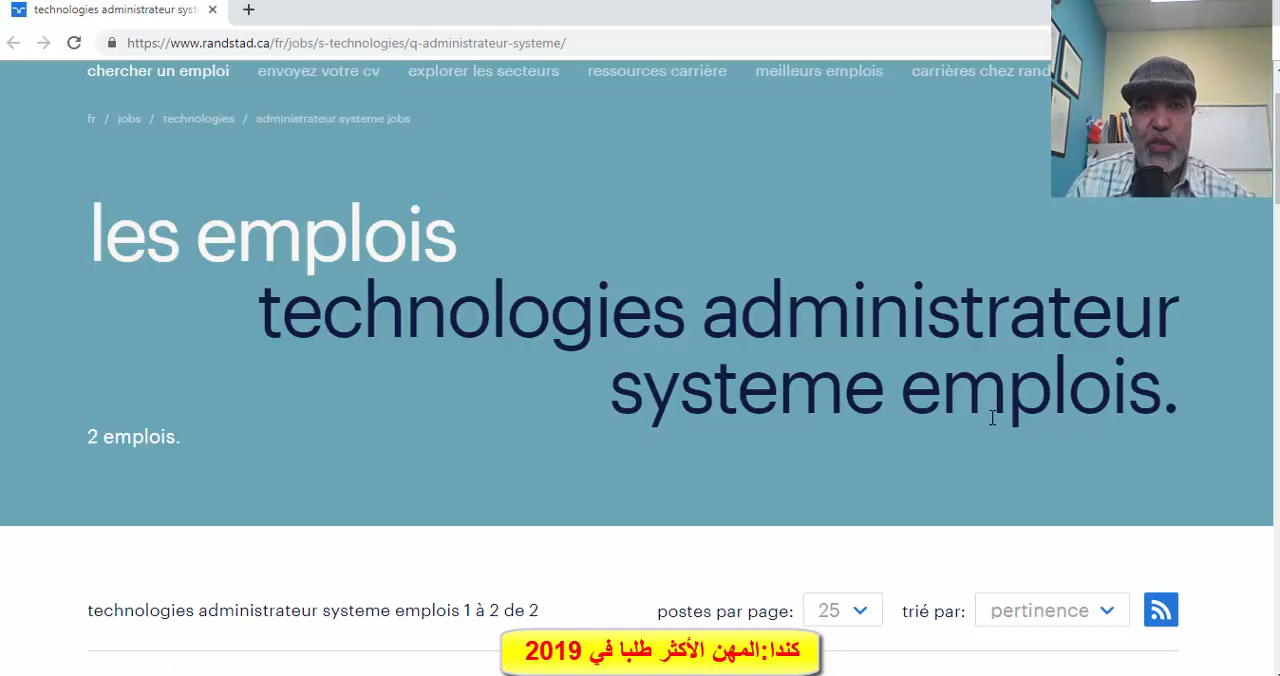 technologies administrateur syst
https://www.randstad.ca/fr/jobs/s-technologies/q-administrateur-systeme/
chercher un emploi envoyez votre cv explorer les secteurs ressources carrière meilleurs emplois carrières chez rand
fr / jobs / technologies / administrateur systeme jobs
les emplois
technologies administrateur
systeme emplois.
2 emplois.
technologies administrateur systeme emplois 1 à 2 de 2 postes par page: 25 trié par: pertinence
كندا:المهن الأكثر طلبا في 2019